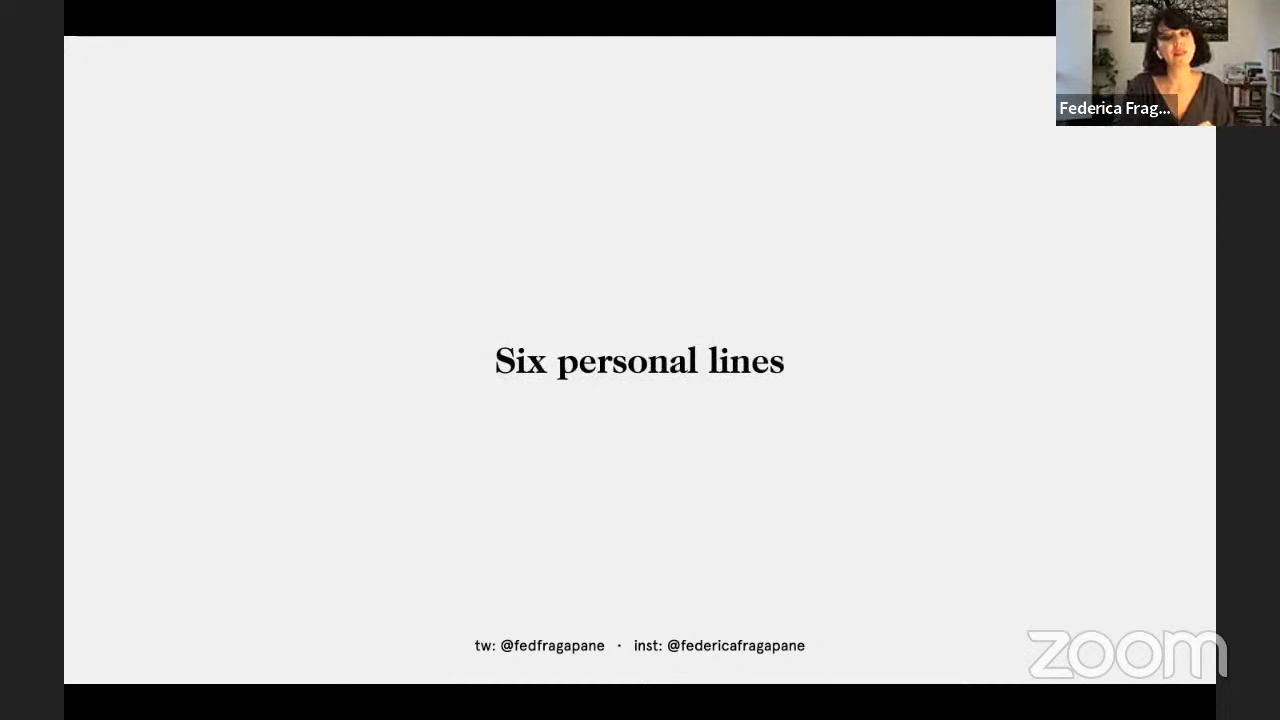 Federica Frag...
Six personal lines
tw: @fedfragapane · inst: @federicafragapane
zoom